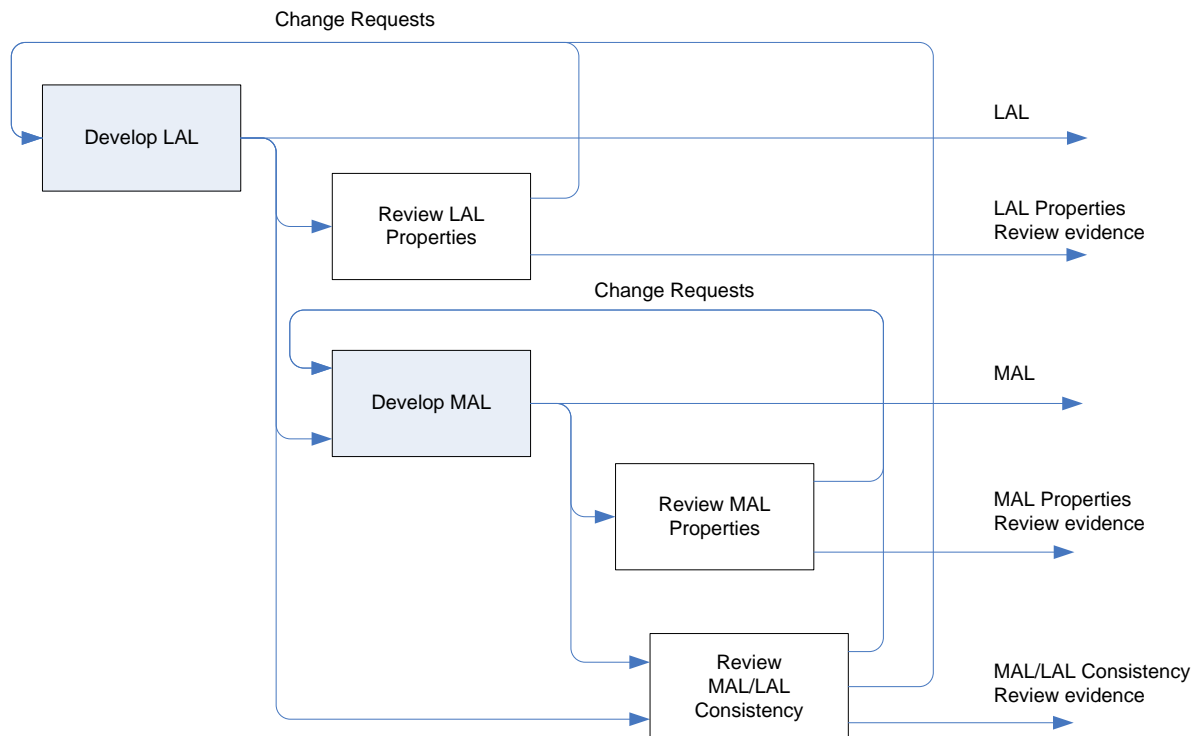 Change Requests
Develop LAL
LAL
Review LAL
Properties
LAL Properties
Review evidence
Change Requests
Develop MAL
MAL
Review MAL
Properties
MAL Properties
Review evidence
Review
MAL/LAL
Consistency
MAL/LAL Consistency
Review evidence